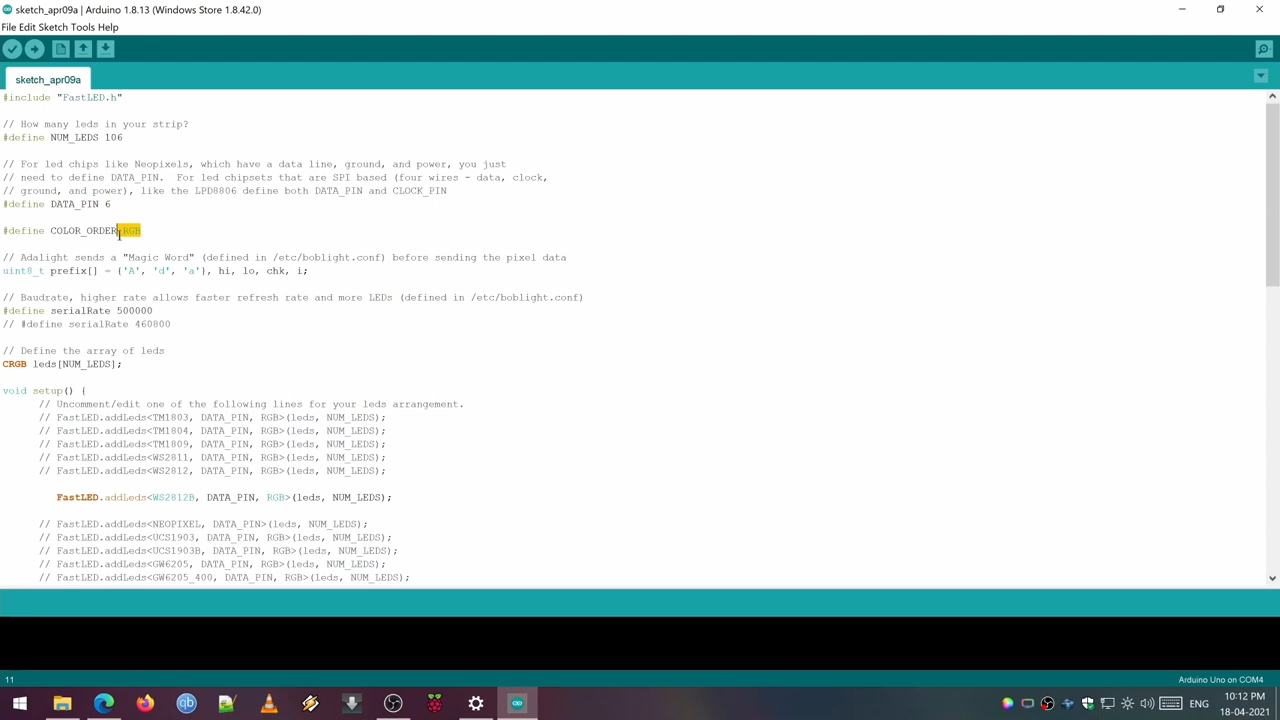 sketch_apr09a | Arduino 1.8.13 (Windows Store 1.8.42.0)
File Edit Sketch Tools Help
sketch_apr09a
#include "FastLED.h"
// How many leds in your strip?
#define NUM_LEDS 106
// For led chips like Neopixels, which have a data line, ground, and power, you just
// need to define DATA_PIN.  For led chipsets that are SPI based (four wires - data, clock,
// ground, and power), like the LPD8806 define both DATA_PIN and CLOCK_PIN
#define DATA_PIN 6
#define COLOR_ORDER RGB
// Adalight sends a "Magic Word" (defined in /etc/boblight.conf) before sending the pixel data
uint8_t prefix[] = {'A', 'd', 'a'}, hi, lo, chk, i;
// Baudrate, higher rate allows faster refresh rate and more LEDs (defined in /etc/boblight.conf)
#define serialRate 500000
// #define serialRate 460800
// Define the array of leds
CRGB leds[NUM_LEDS];
void setup() {
// Uncomment/edit one of the following lines for your leds arrangement.
// FastLED.addLeds<TM1803, DATA_PIN, RGB>(leds, NUM_LEDS);
// FastLED.addLeds<TM1804, DATA_PIN, RGB>(leds, NUM_LEDS);
// FastLED.addLeds<TM1809, DATA_PIN, RGB>(leds, NUM_LEDS);
// FastLED.addLeds<WS2811, DATA_PIN, RGB>(leds, NUM_LEDS);
// FastLED.addLeds<WS2812, DATA_PIN, RGB>(leds, NUM_LEDS);
FastLED.addLeds<WS2812B, DATA_PIN, RGB>(leds, NUM_LEDS);
// FastLED.addLeds<NEOPIXEL, DATA_PIN>(leds, NUM_LEDS);
// FastLED.addLeds<UCS1903, DATA_PIN, RGB>(leds, NUM_LEDS);
// FastLED.addLeds<UCS1903B, DATA_PIN, RGB>(leds, NUM_LEDS);
// FastLED.addLeds<GW6205, DATA_PIN, RGB>(leds, NUM_LEDS);
// FastLED.addLeds<GW6205_400, DATA_PIN, RGB>(leds, NUM_LEDS);
11
Arduino Uno on COM4
ENG
10:12 PM
18-04-2021